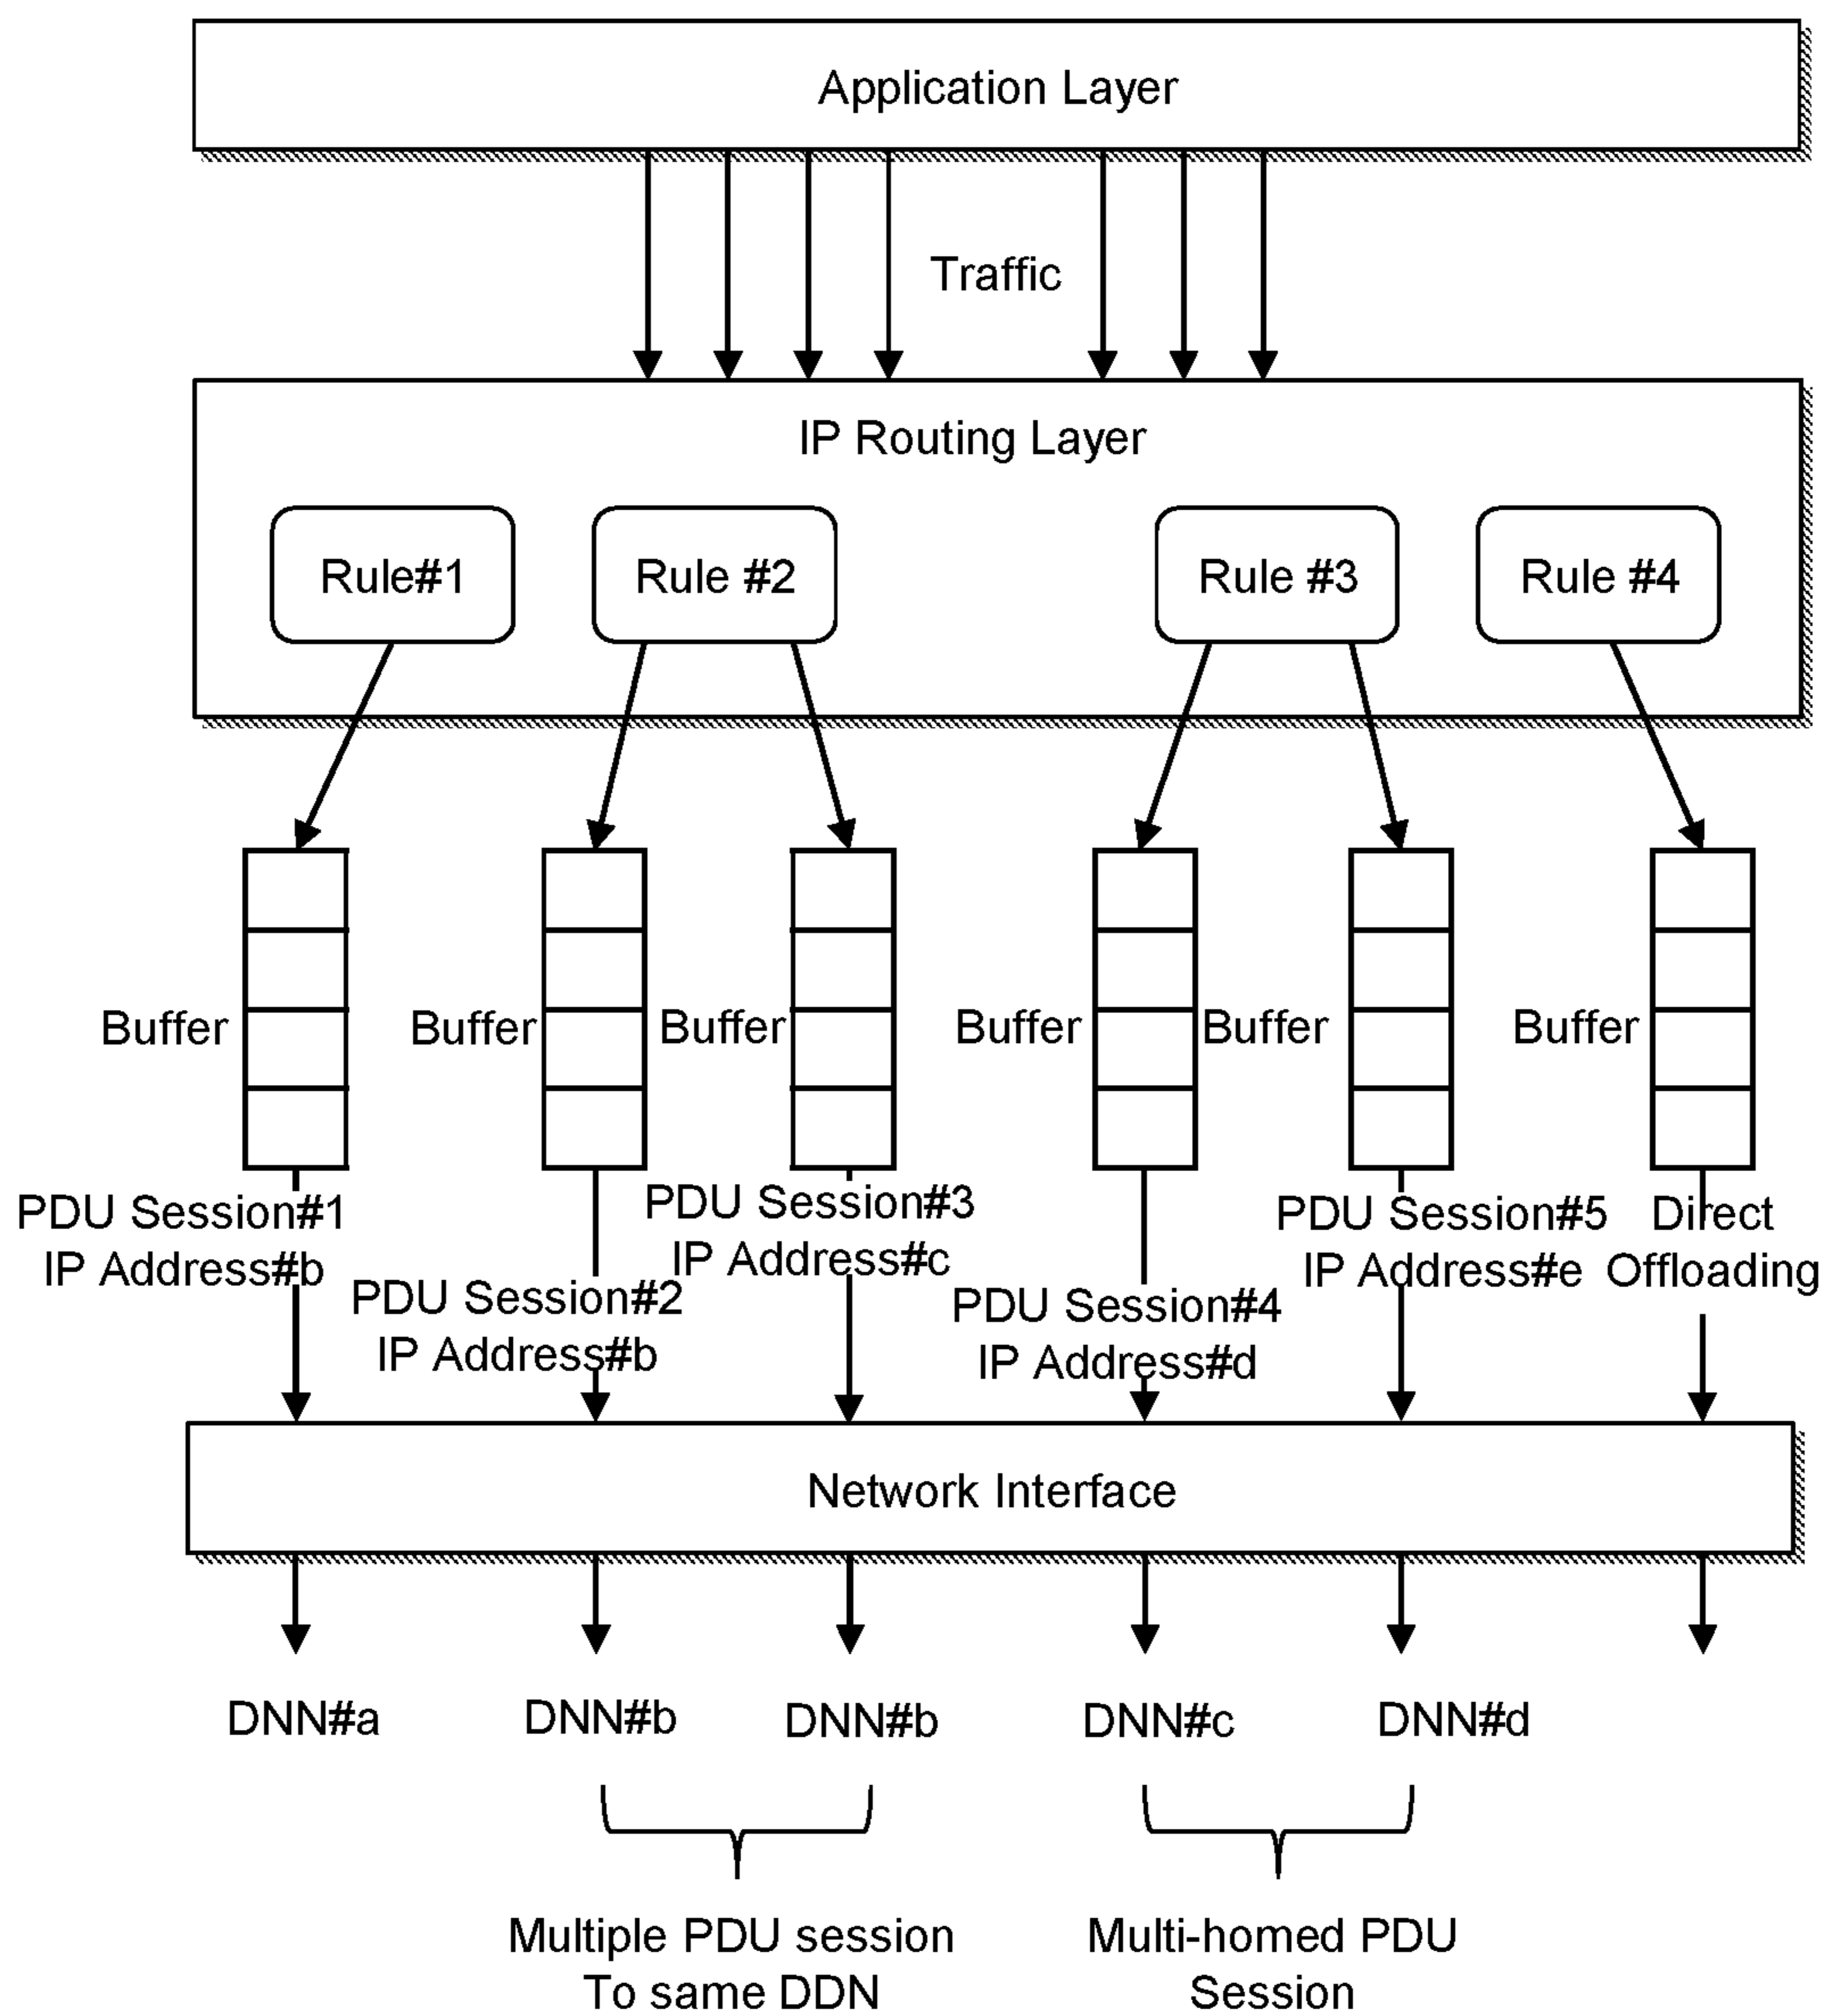 Application Layer
Traffic
IP Routing Layer
Rule#1
Rule #2
Rule #3
Rule #4
Buffer
Buffer
Buffer
Buffer
Buffer
Buffer
PDU Session#1
IP Address#b
PDU Session#2
IP Address#b
PDU Session#3
IP Address#c
PDU Session#4
IP Address#d
PDU Session#5
IP Address#e
Direct
Offloading
Network Interface
DNN#a
DNN#b
DNN#b
DNN#c
DNN#d
Multiple PDU session
To same DDN
Multi-homed PDU
Session